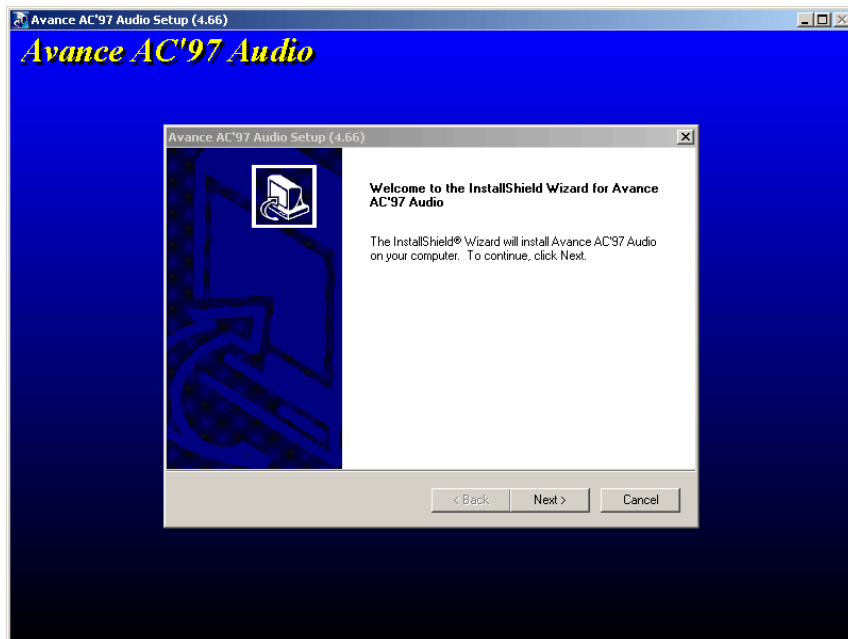 Avance AC'97 Audio Setup (4.66)
Avance AC'97 Audio
Avance AC'97 Audio Setup (4.66)
Welcome to the InstallShield Wizard for Avance
AC'97 Audio
The InstallShield® Wizard will install Avance AC'97 Audio
on your computer.  To continue, click Next.
< Back
Next >
Cancel